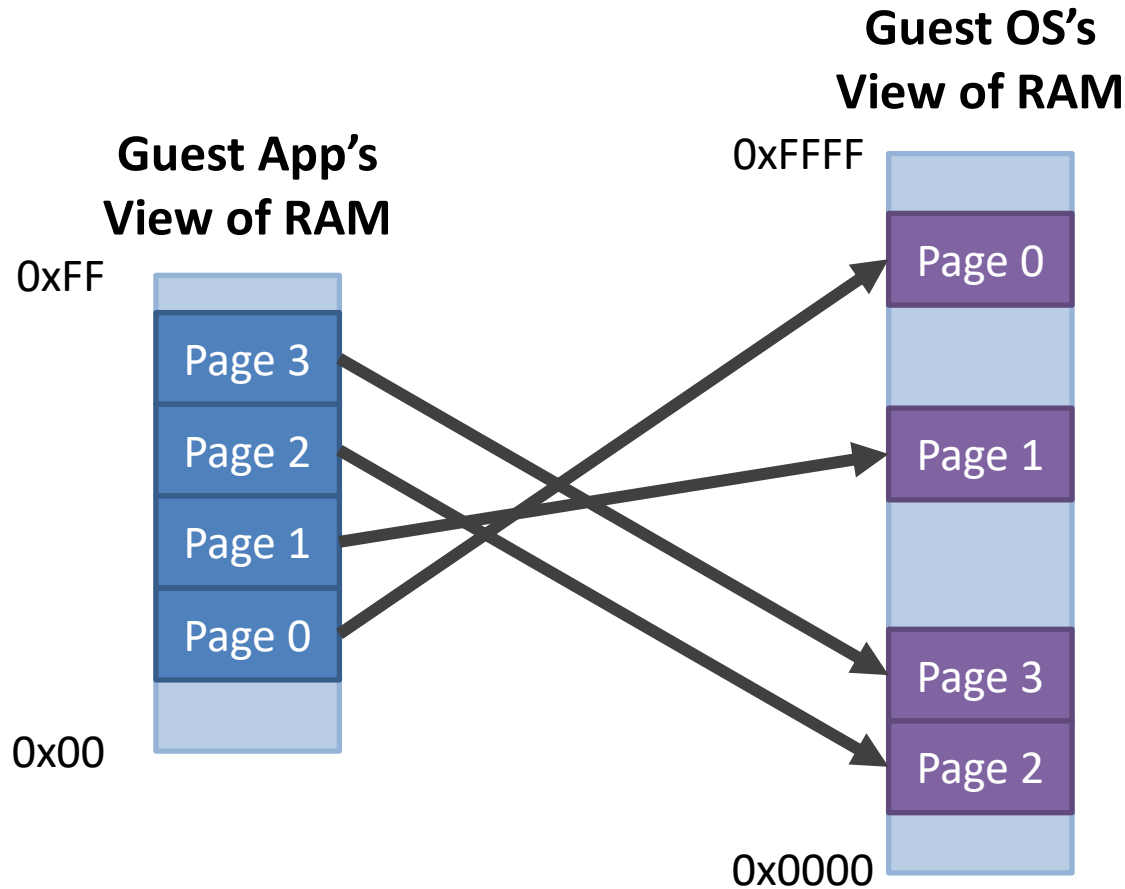 Guest App's
View of RAM
0xFF
Page 3
Page 2
Page 1
Page 0
0x00
Guest OS's
View of RAM
0xFFFF
Page 0
Page 1
Page 3
Page 2
0x0000